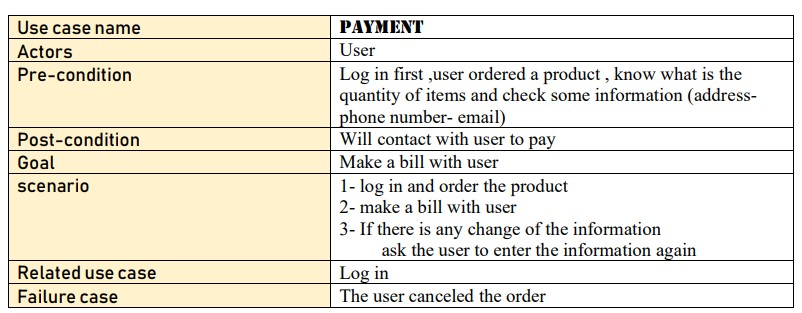 Use case name PAYMENT
Actors User
Pre-condition Log in first ,user ordered a product , know what is the
quantity of items and check some information (address-
phone number- email)
Post-condition Will contact with user to pay
Goal Make a bill with user
scenario 1- log in and order the product
2- make a bill with user
3- If there is any change of the information
ask the user to enter the information again
Related use case Log in
Failure case The user canceled the order